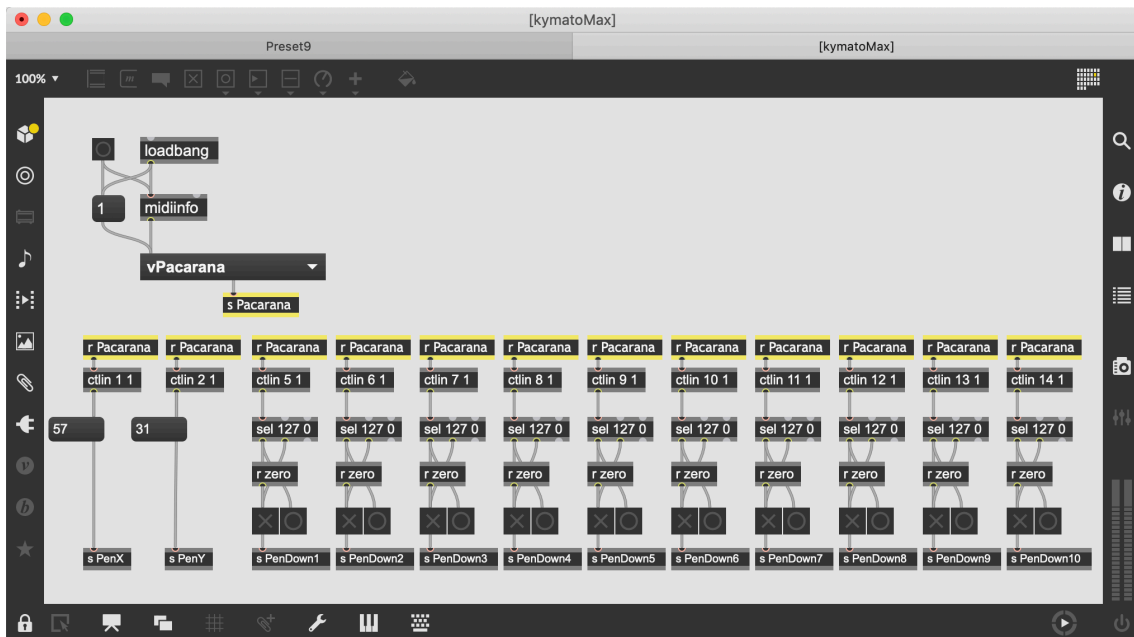 [kymatoMax]
Preset9 [kymatoMax]
100%
loadbang
1 midiinfo
vPacarana
s Pacarana
r Pacarana r Pacarana r Pacarana r Pacarana r Pacarana r Pacarana r Pacarana r Pacarana r Pacarana r Pacarana r Pacarana r Pacarana
ctlin 1 1 ctlin 2 1 ctlin 5 1 ctlin 6 1 ctlin 7 1 ctlin 8 1 ctlin 9 1 ctlin 10 1 ctlin 11 1 ctlin 12 1 ctlin 13 1 ctlin 14 1
57 31 sel 127 0 sel 127 0 sel 127 0 sel 127 0 sel 127 0 sel 127 0 sel 127 0 sel 127 0 sel 127 0 sel 127 0
r zero r zero r zero r zero r zero r zero r zero r zero r zero r zero
s PenX s PenY s PenDown1 s PenDown2 s PenDown3 s PenDown4 s PenDown5 s PenDown6 s PenDown7 s PenDown8 s PenDown9 s PenDown10